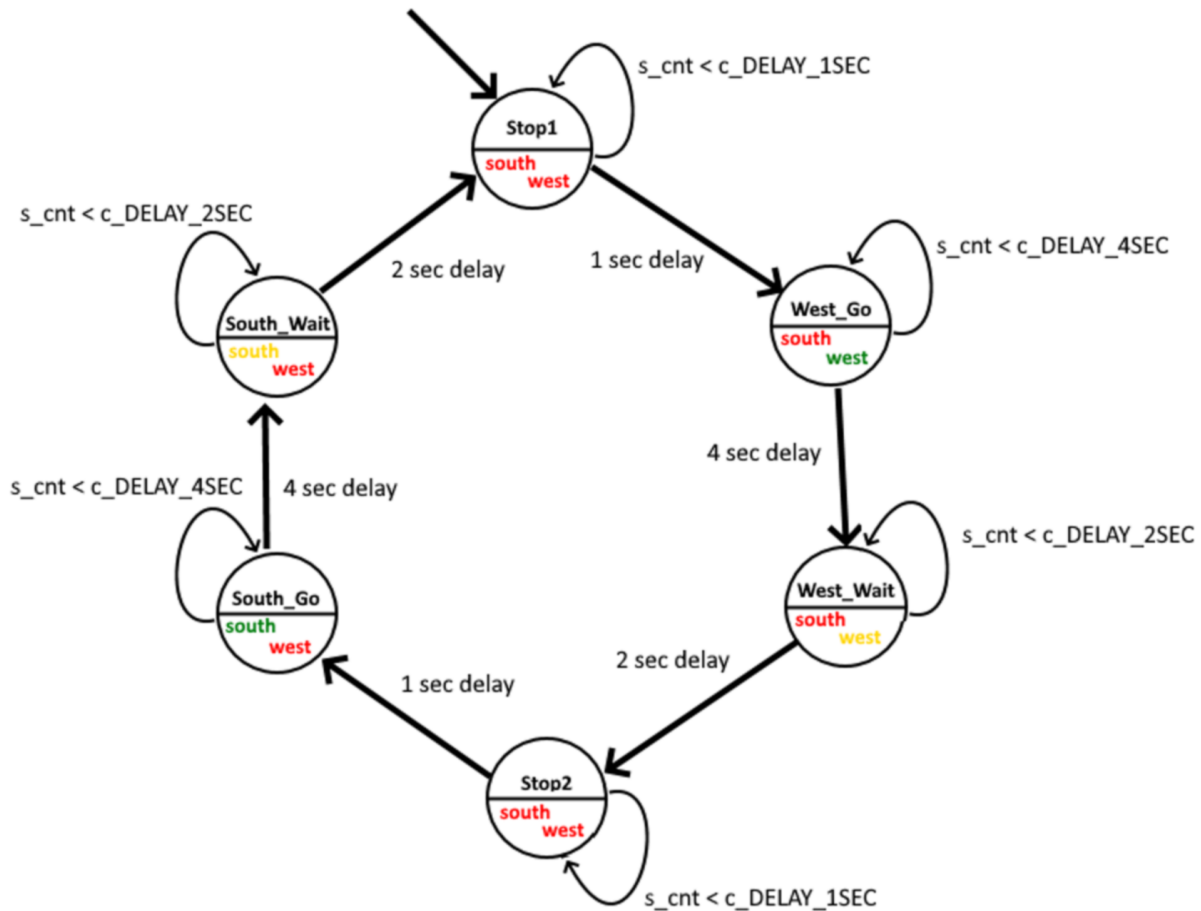 s_cnt < c_DELAY_1SEC
Stop1
south
west
s_cnt < c_DELAY_2SEC
2 sec delay
1 sec delay
s_cnt < c_DELAY_4SEC
South_Wait
south
west
West_Go
south
west
4 sec delay
s_cnt < c_DELAY_4SEC
4 sec delay
s_cnt < c_DELAY_2SEC
South_Go
south
west
West_Wait
south
west
2 sec delay
1 sec delay
Stop2
south
west
s_cnt < c_DELAY_1SEC